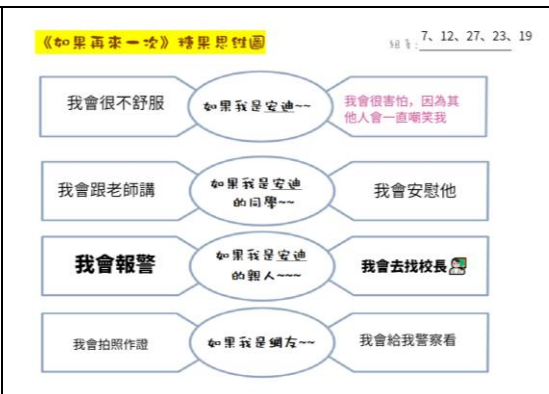 《如果再來一次》糖果思維圖
組員:7、12、27、23、19
我會很不舒服
如果我是安迪~~
我會很害怕，因為其
他人會一直嘲笑我
我會跟老師講
如果我是安迪
的同學~~
我會安慰他
我會報警
如果我是安迪
的親人~~~
我會去找校長
我會拍照作證
如果我是網友~~
我會給我警察看